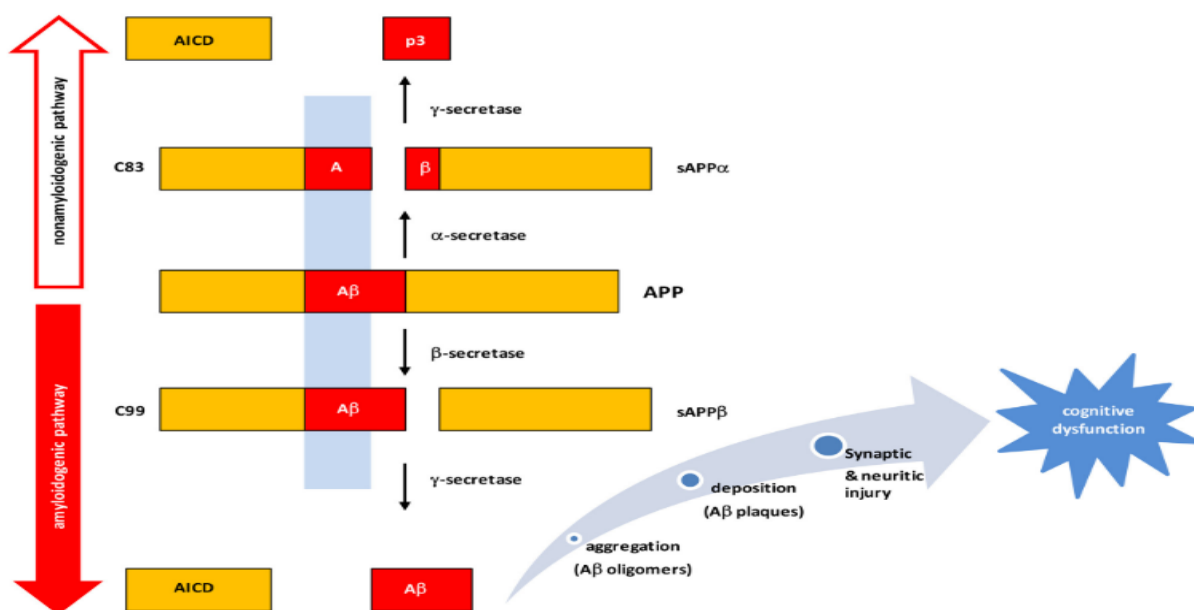 AICD
p3
γ-secretase
nonamyloidogenic pathway
C83
A
β
sAPPα
α-secretase
Aβ
APP
β-secretase
C99
Aβ
sAPPβ
amyloidogenic pathway
γ-secretase
cognitive
dysfunction
Synaptic
& neuritic
injury
deposition
(Aβ plaques)
aggregation
(Aβ oligomers)
AICD
Aβ